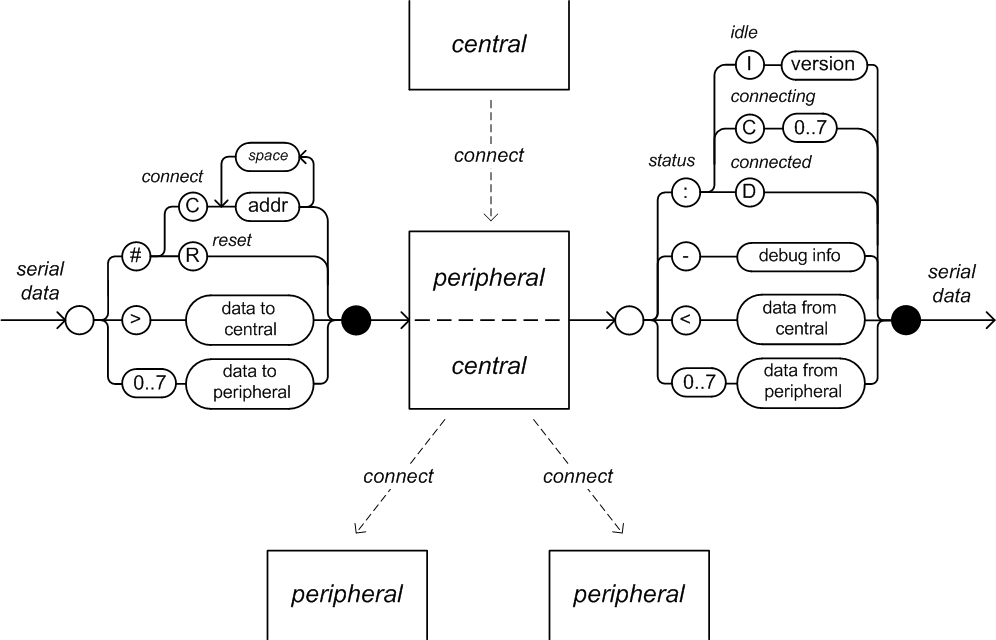 central
connect
idle
I
version
connecting
C
0..7
status
:
connected
D
-
debug info
<
data from
central
0..7
data from
peripheral
serial
data
connect
space
C
addr
#
R
reset
serial
data
>
data to
central
0..7
data to
peripheral
peripheral
central
connect
connect
peripheral
peripheral